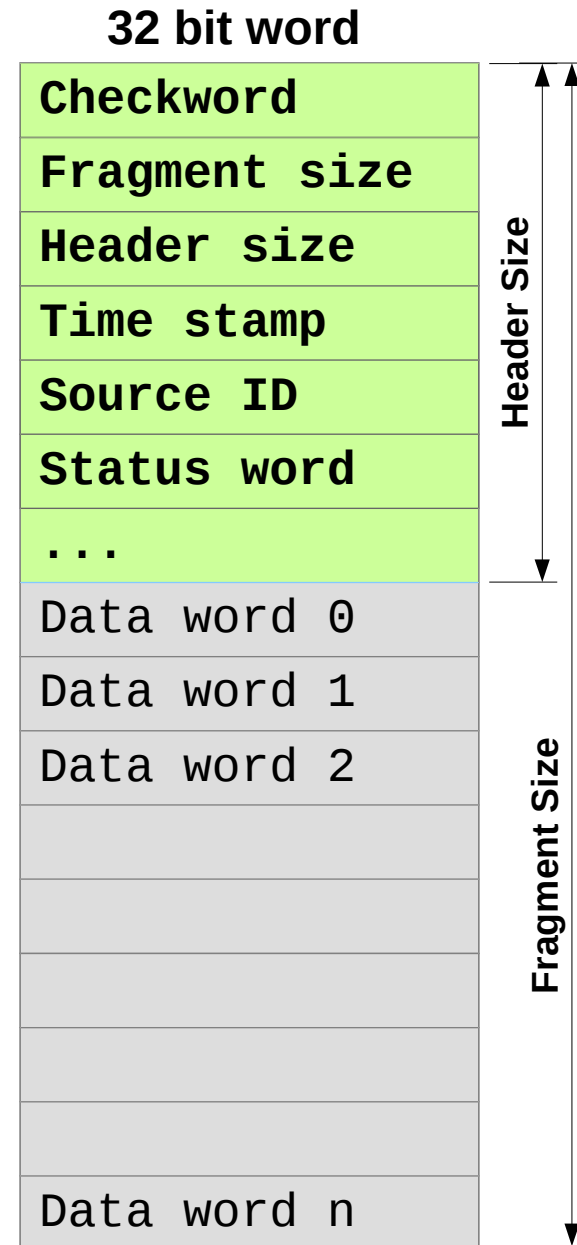 32 bit word
Checkword
Fragment size
Header size
Time stamp
Source ID
Status word
...
Data word 0
Data word 1
Data word 2
Data word n
Header Size
Fragment Size